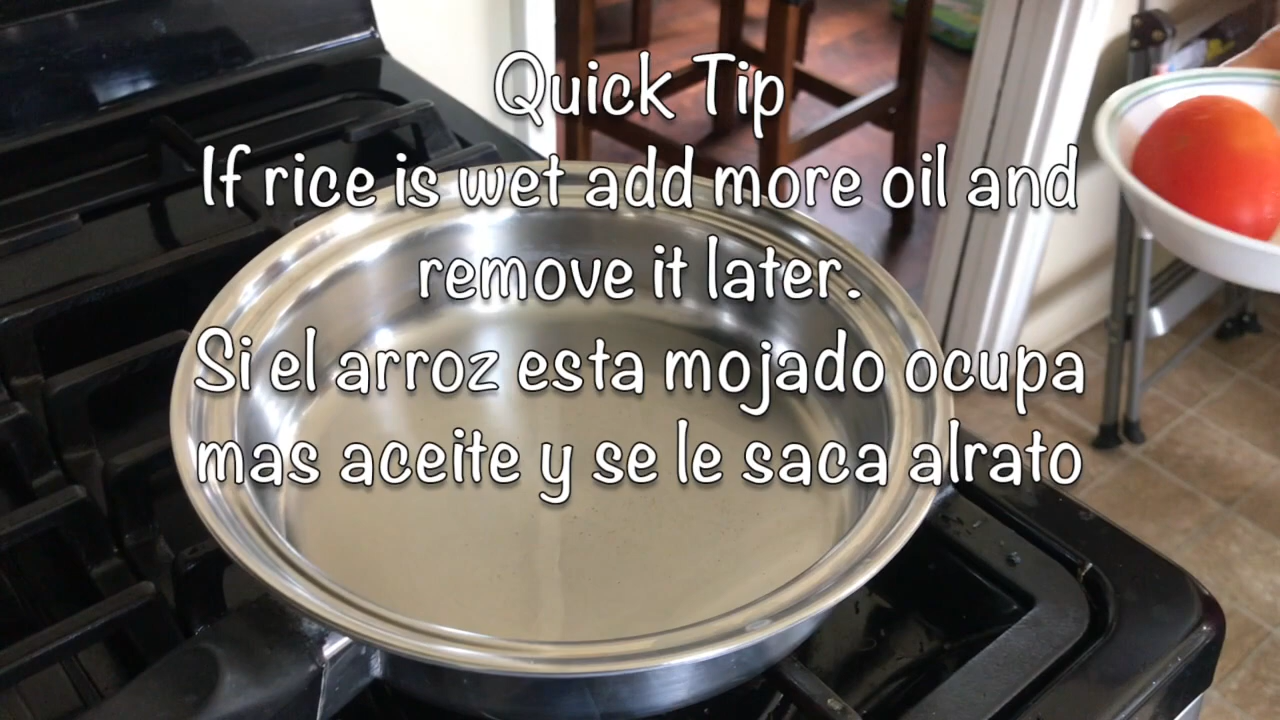 Quick Tip
If rice is wet add more oil and
remove it later.
Si el arroz esta mojado ocupa
mas aceite y se le saca alrato